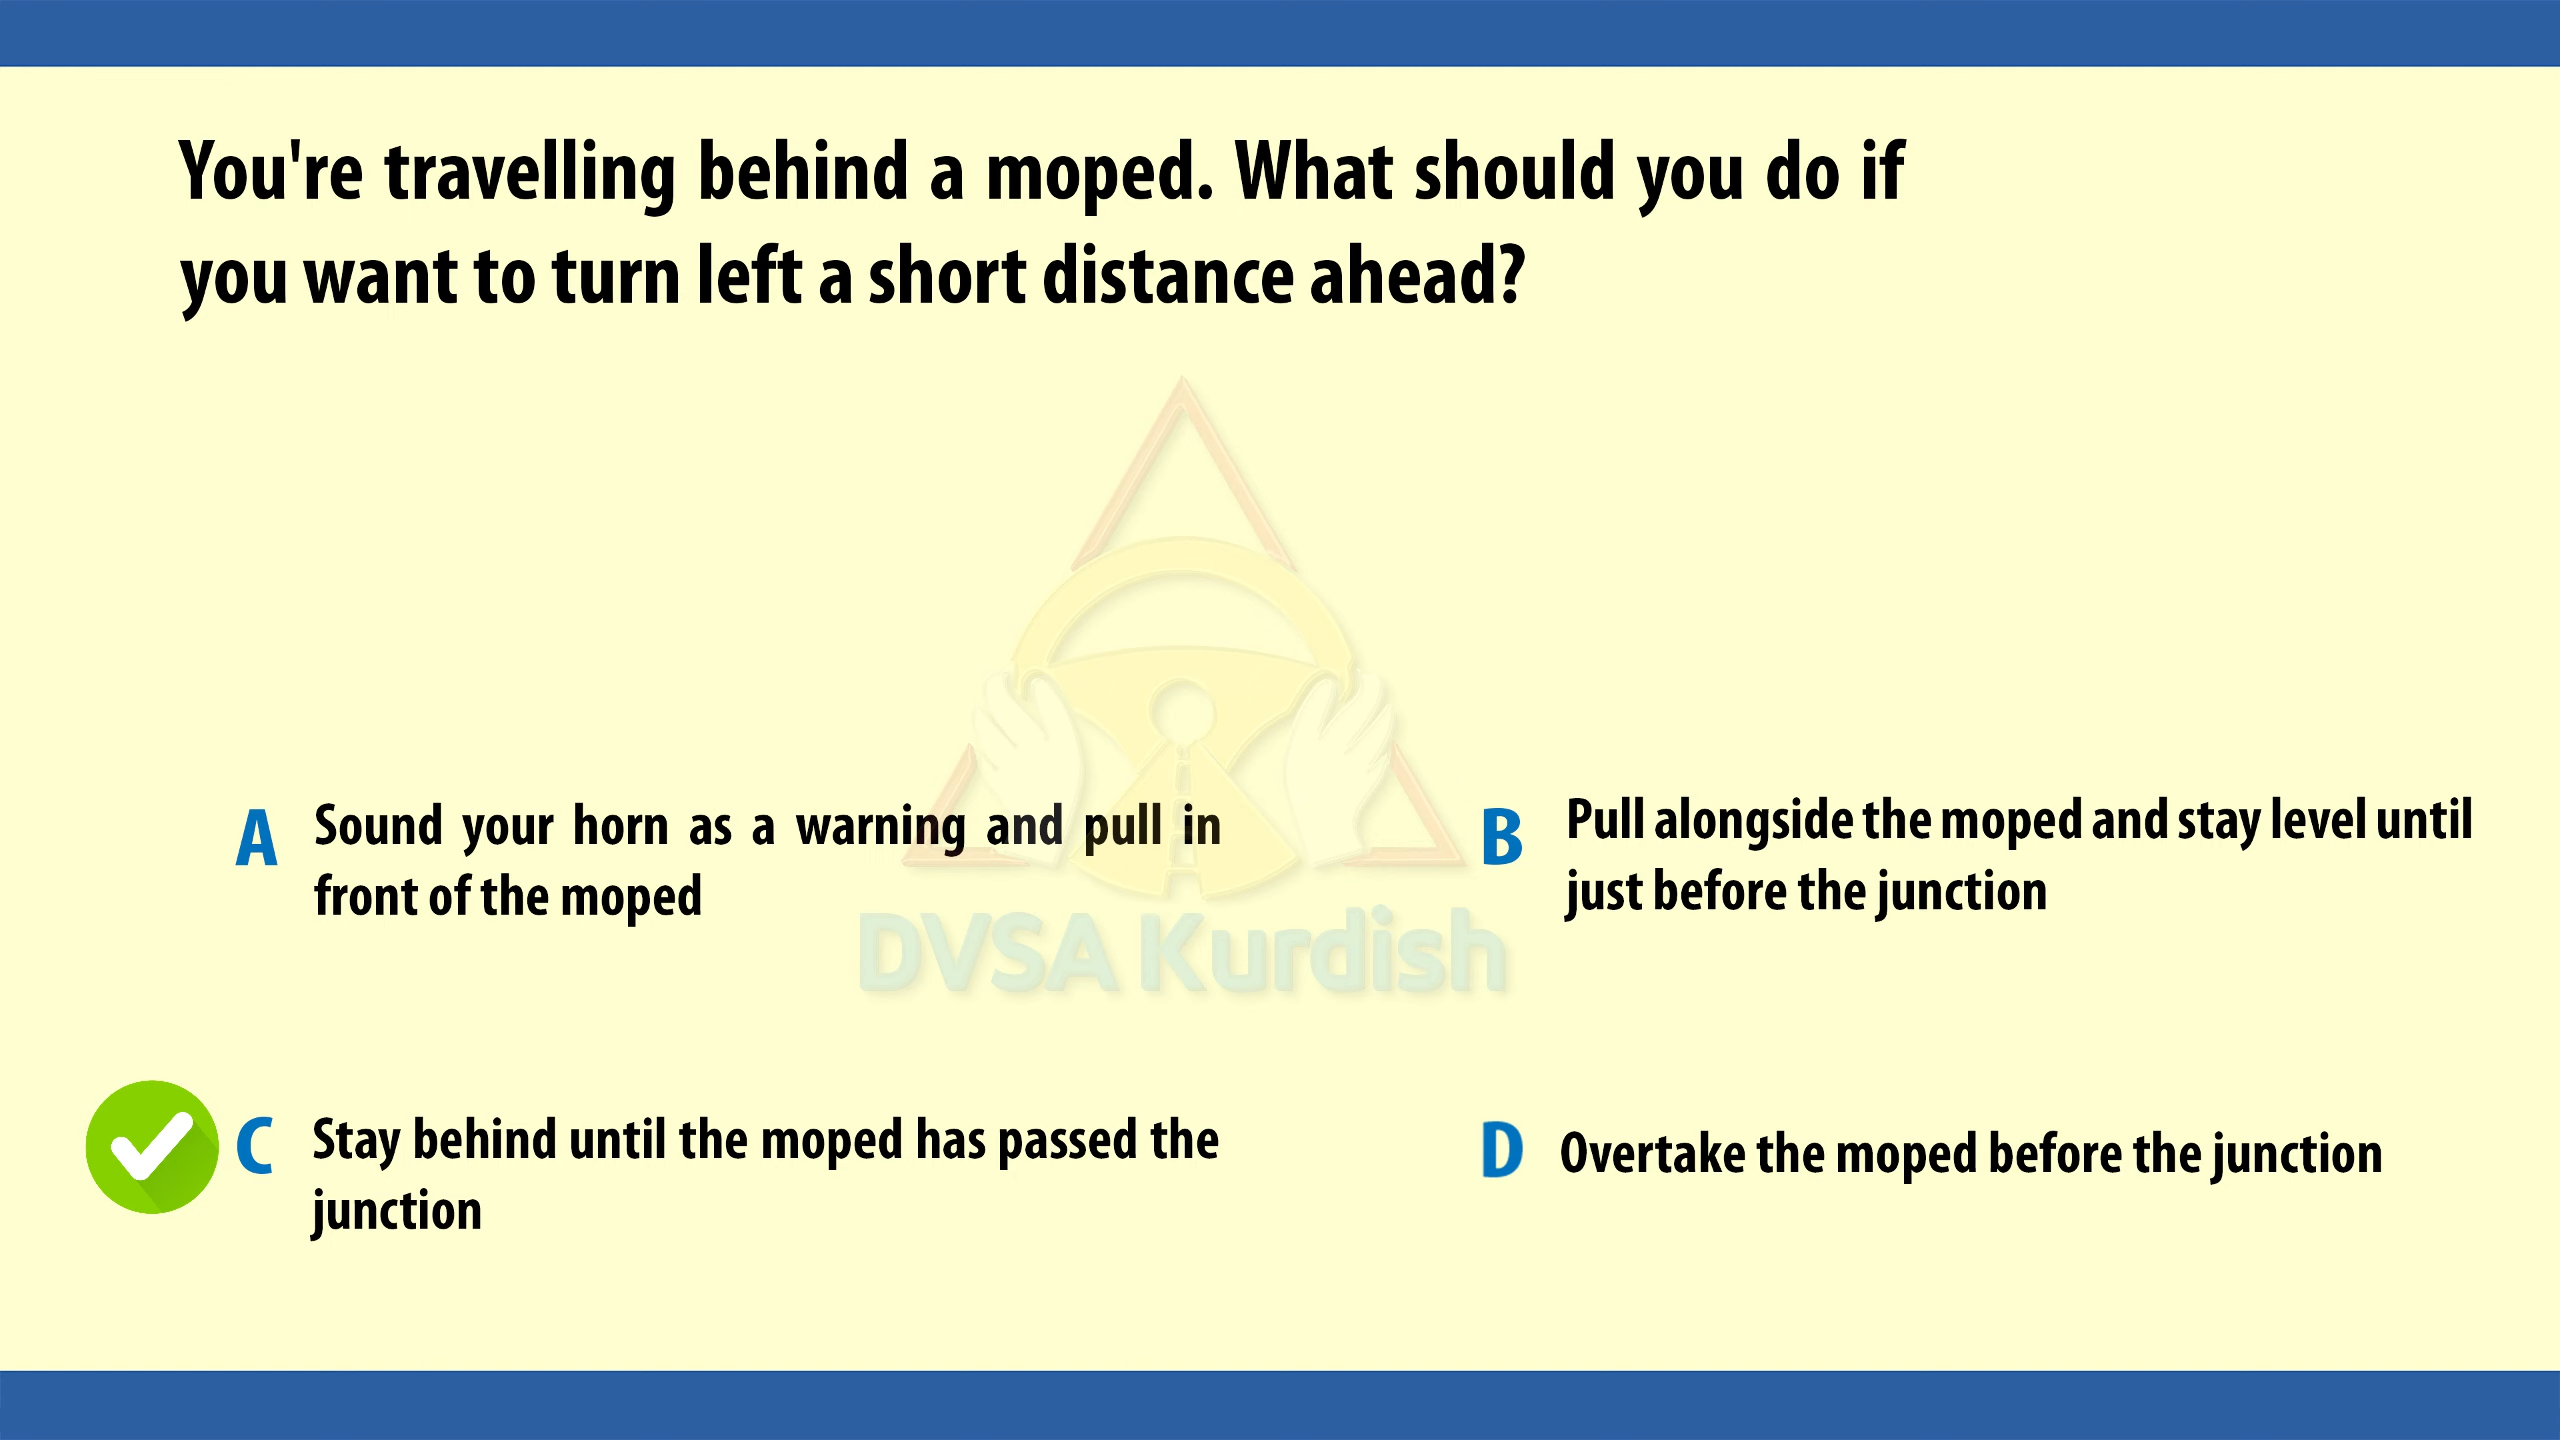 You're travelling behind a moped. What should you do if
you want to turn left a short distance ahead?
A Sound your horn as a warning and pull in
front of the moped
B Pull alongside the moped and stay level until
just before the junction
DVSA Kurdish
C Stay behind until the moped has passed the
junction
D Overtake the moped before the junction